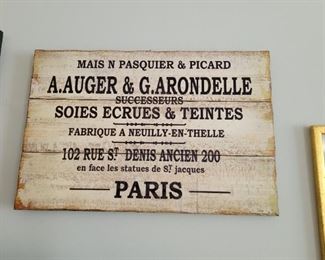 MAIS N PASQUIER & PICARD
A.AUGER & G.ARONDELLE
SUCCESSEURS
SOIES ECRUES & TEINTES
FABRIQUE A NEUILLY-EN-THELLE
102 RUE ST DENIS ANCIEN 200
en face les statues de St jacques
PARIS